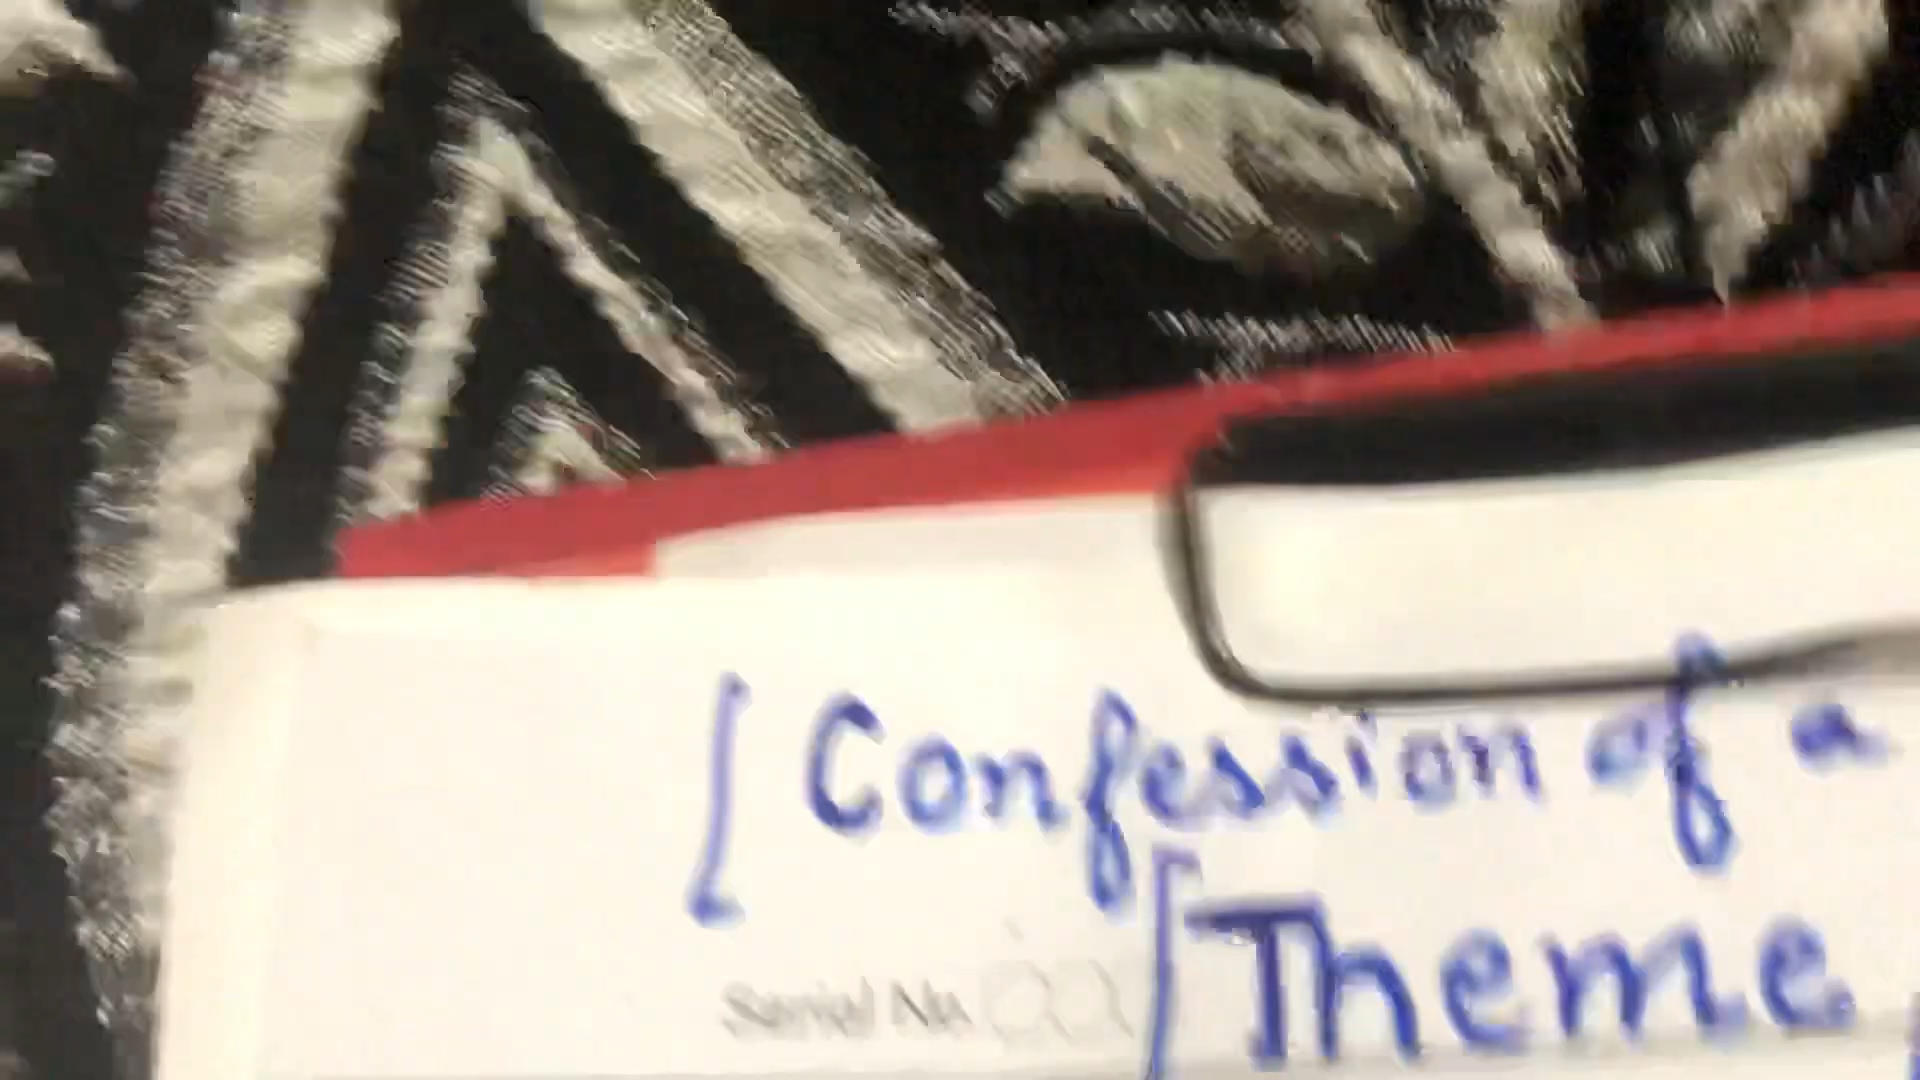 [ Confession of a
[ Theme
Serial No